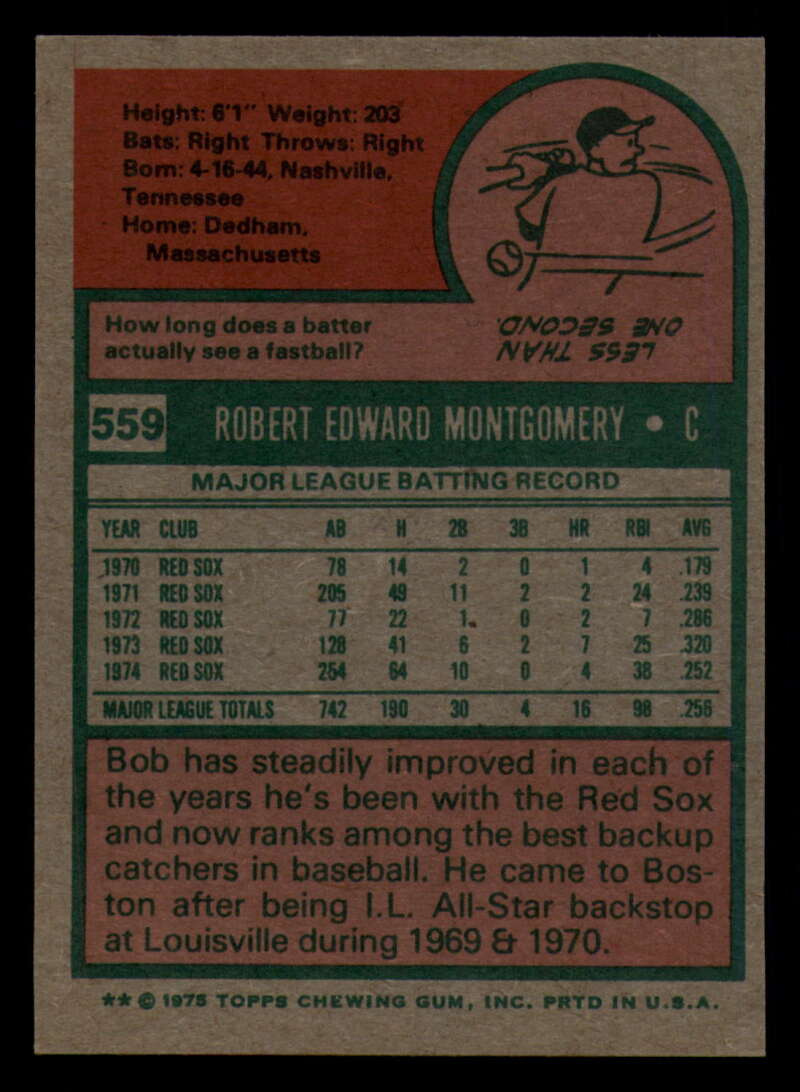 Height: 6'1" Weight: 203
Bats: Right Throws: Right
Born: 4-16-44, Nashville,
Tennessee
Home: Dedham,
Massachusetts
How long does a batter
actually see a fastball?
LESS THAN
ONE SECOND.
559 ROBERT EDWARD MONTGOMERY • C
MAJOR LEAGUE BATTING RECORD
YEAR CLUB AB H 2B 3B HR RBI AVG
1970 RED SOX 78 14 2 0 1 4 .179
1971 RED SOX 205 49 11 2 2 24 .239
1972 RED SOX 77 22 1 0 2 7 .286
1973 RED SOX 128 41 6 2 7 25 .320
1974 RED SOX 254 64 10 0 4 38 .252
MAJOR LEAGUE TOTALS 742 190 30 4 16 98 .256
Bob has steadily improved in each of
the years he's been with the Red Sox
and now ranks among the best backup
catchers in baseball. He came to Bos-
ton after being I.L. All-Star backstop
at Louisville during 1969 & 1970.
** © 1975 TOPPS CHEWING GUM, INC. PRTD IN U.S.A.